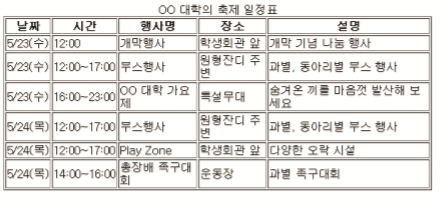 OO 대학의 축제 일정표
날짜 시간 행사명 장소 설명
5/23(수) 12:00 개막행사 학생회관 앞 개막 기념 나눔 행사
5/23(수) 12:00~17:00 부스행사 원형잔디 주변 과별, 동아리별 부스 행사
5/23(수) 16:00~23:00 OO 대학 가요제 특설무대 숨겨온 끼를 마음껏 발산해 보세요
5/24(목) 12:00~17:00 부스행사 원형잔디 주변 과별, 동아리별 부스 행사
5/24(목) 12:00~17:00 Play Zone 학생회관 앞 다양한 오락 시설
5/24(목) 14:00~16:00 총장배 족구대회 운동장 과별 족구대회